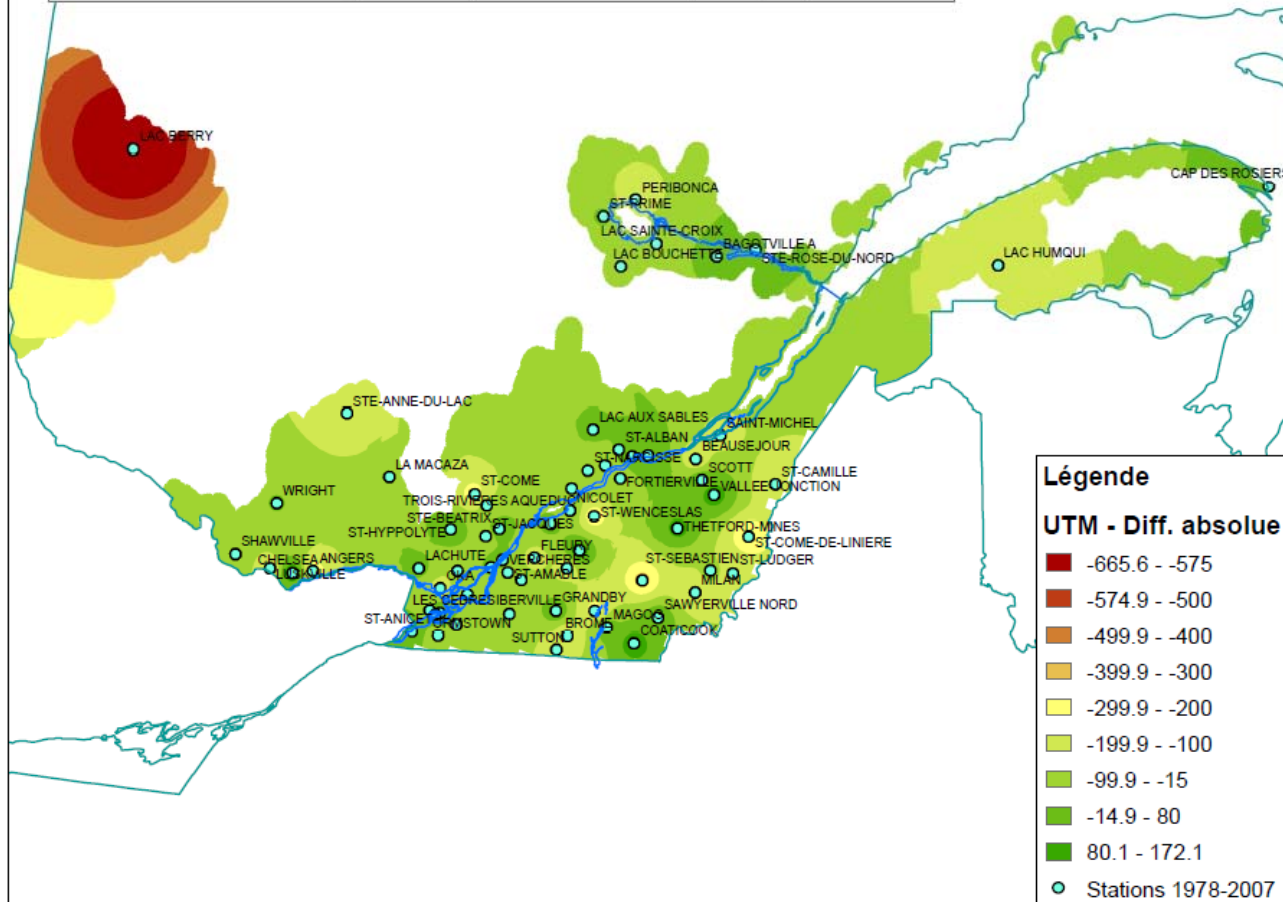 LAC BERRY
CAP DES ROSIERS
PERIBONCA
ST-PRIME
LAC SAINTE-CROIX
BAGOTVILLE A
LAC BOUCHETTE
STE-ROSE-DU-NORD
LAC HUMQUI
STE-ANNE-DU-LAC
LAC AUX SABLES
SAINT-MICHEL
ST-ALBAN
BEAUSEJOUR
LA MACAZA
ST-NARCISSE
SCOTT
ST-CAMILLE
ST-COME
FORTIERVILLE
VALLEE JONCTION
WRIGHT
TROIS-RIVIERES AQUEDUC
NICOLET
STE-BEATRIX
ST-WENCESLAS
ST-HYPPOLYTE
ST-JACQUES
THETFORD-MINES
ST-COME-DE-LINIERE
SHAWVILLE
FLEURY
CHELSEA
ANGERS
LACHUTE
VERCHERES
ST-SEBASTIEN
ST-LUDGER
LUSKVILLE
OKA
ST-AMABLE
MILAN
LES CEDRES
IBERVILLE
GRANDBY
SAWYERVILLE NORD
ST-ANICET
ORMSTOWN
BROME
MAGOG
SUTTON
COATICOOK
Légende
UTM - Diff. absolue
-665.6 - -575
-574.9 - -500
-499.9 - -400
-399.9 - -300
-299.9 - -200
-199.9 - -100
-99.9 - -15
-14.9 - 80
80.1 - 172.1
Stations 1978-2007